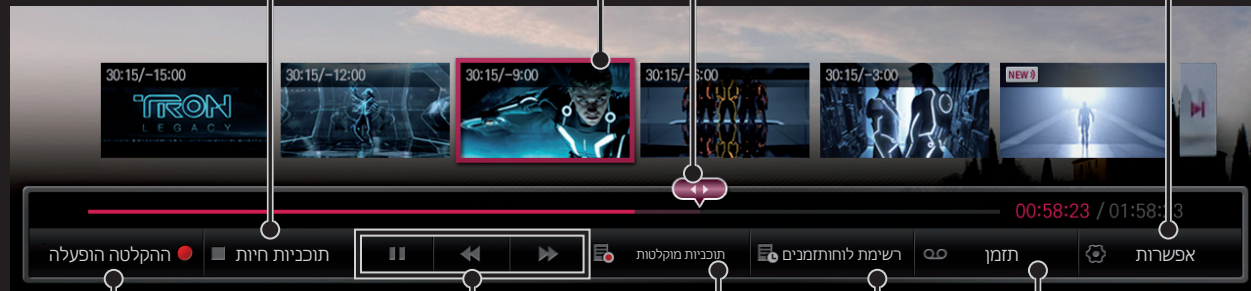 30:15/-15:00
TRON
LEGACY
30:15/-12:00
30:15/-9:00
30:15/-6:00
30:15/-3:00
NEW
00:58:23 / 01:58:23
ההקלטה הופעלה
תוכניות חיות
תוכניות מוקלטות
רשימת לוחותזמנים
תזמן
אפשרות